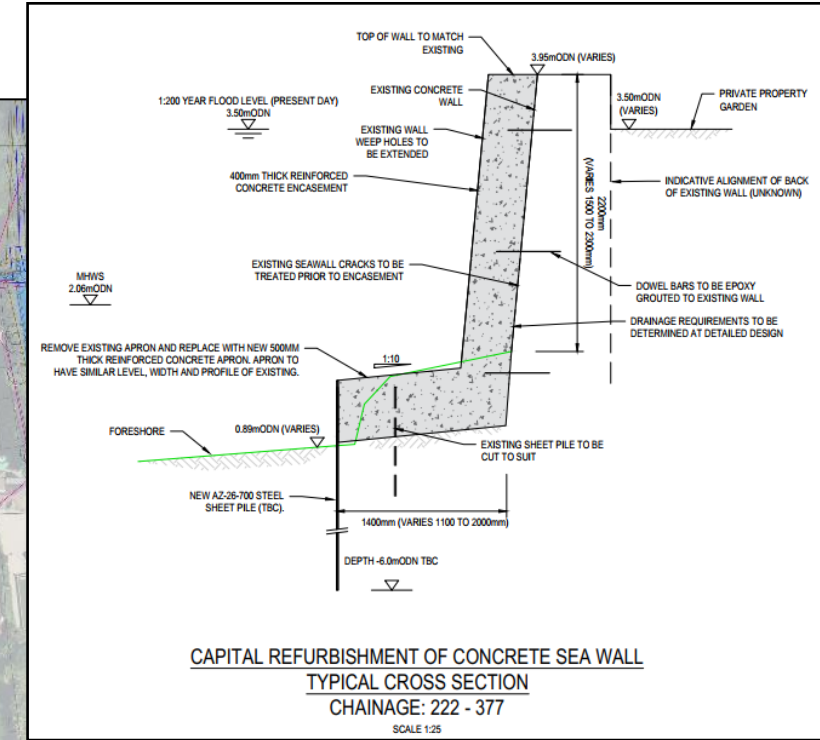 TOP OF WALL TO MATCH
EXISTING
3.95mODN (VARIES)
1:200 YEAR FLOOD LEVEL (PRESENT DAY)
3.50mODN
EXISTING CONCRETE
WALL
3.50mODN
(VARIES)
PRIVATE PROPERTY
GARDEN
EXISTING WALL
WEEP HOLES TO
BE EXTENDED
400mm THICK REINFORCED
CONCRETE ENCASEMENT
2200mm
(VARIES 1500 TO 2300mm)
INDICATIVE ALIGNMENT OF BACK
OF EXISTING WALL (UNKNOWN)
EXISTING SEAWALL CRACKS TO BE
TREATED PRIOR TO ENCASEMENT
MHWS
2.06mODN
DOWEL BARS TO BE EPOXY
GROUTED TO EXISTING WALL
DRAINAGE REQUIREMENTS TO BE
DETERMINED AT DETAILED DESIGN
1:10
REMOVE EXISTING APRON AND REPLACE WITH NEW 500MM
THICK REINFORCED CONCRETE APRON. APRON TO
HAVE SIMILAR LEVEL, WIDTH AND PROFILE OF EXISTING.
FORESHORE
0.89mODN (VARIES)
EXISTING SHEET PILE TO BE
CUT TO SUIT
NEW AZ-26-700 STEEL
SHEET PILE (TBC).
1400mm (VARIES 1100 TO 2000mm)
DEPTH -6.0mODN TBC
CAPITAL REFURBISHMENT OF CONCRETE SEA WALL
TYPICAL CROSS SECTION
CHAINAGE: 222 - 377
SCALE 1:25